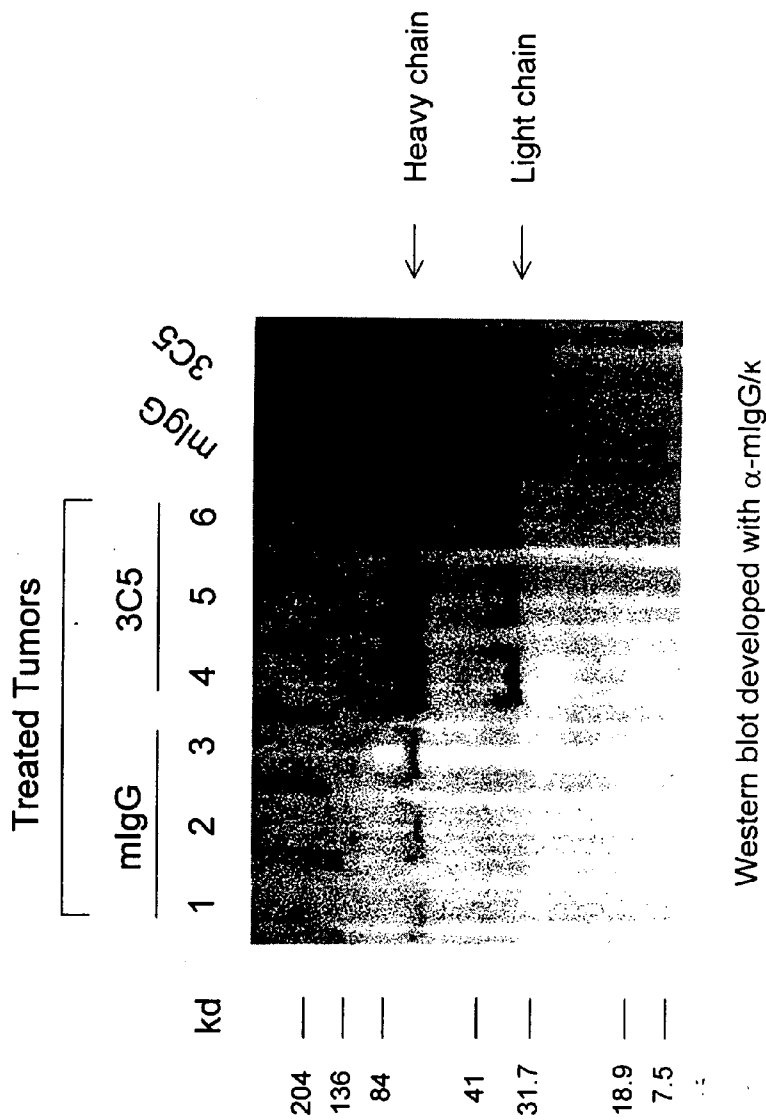 Treated Tumors
mIgG 3C5
1 2 3 4 5 6 mIgG 3C5
kd
204
136
84
41
31.7
18.9
7.5
Heavy chain
Light chain
Western blot developed with α-mIgG/κ